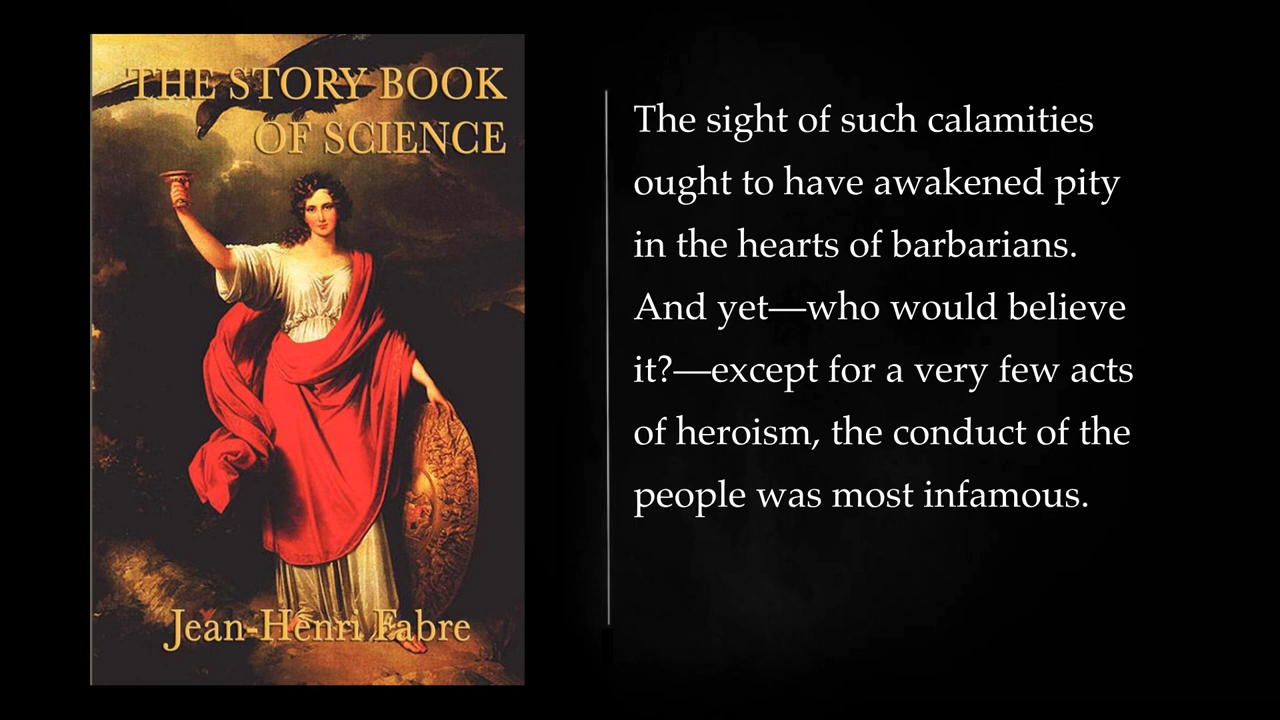 THE STORY BOOK
OF SCIENCE
Jean-Henri Fabre
The sight of such calamities
ought to have awakened pity
in the hearts of barbarians.
And yet—who would believe
it?—except for a very few acts
of heroism, the conduct of the
people was most infamous.